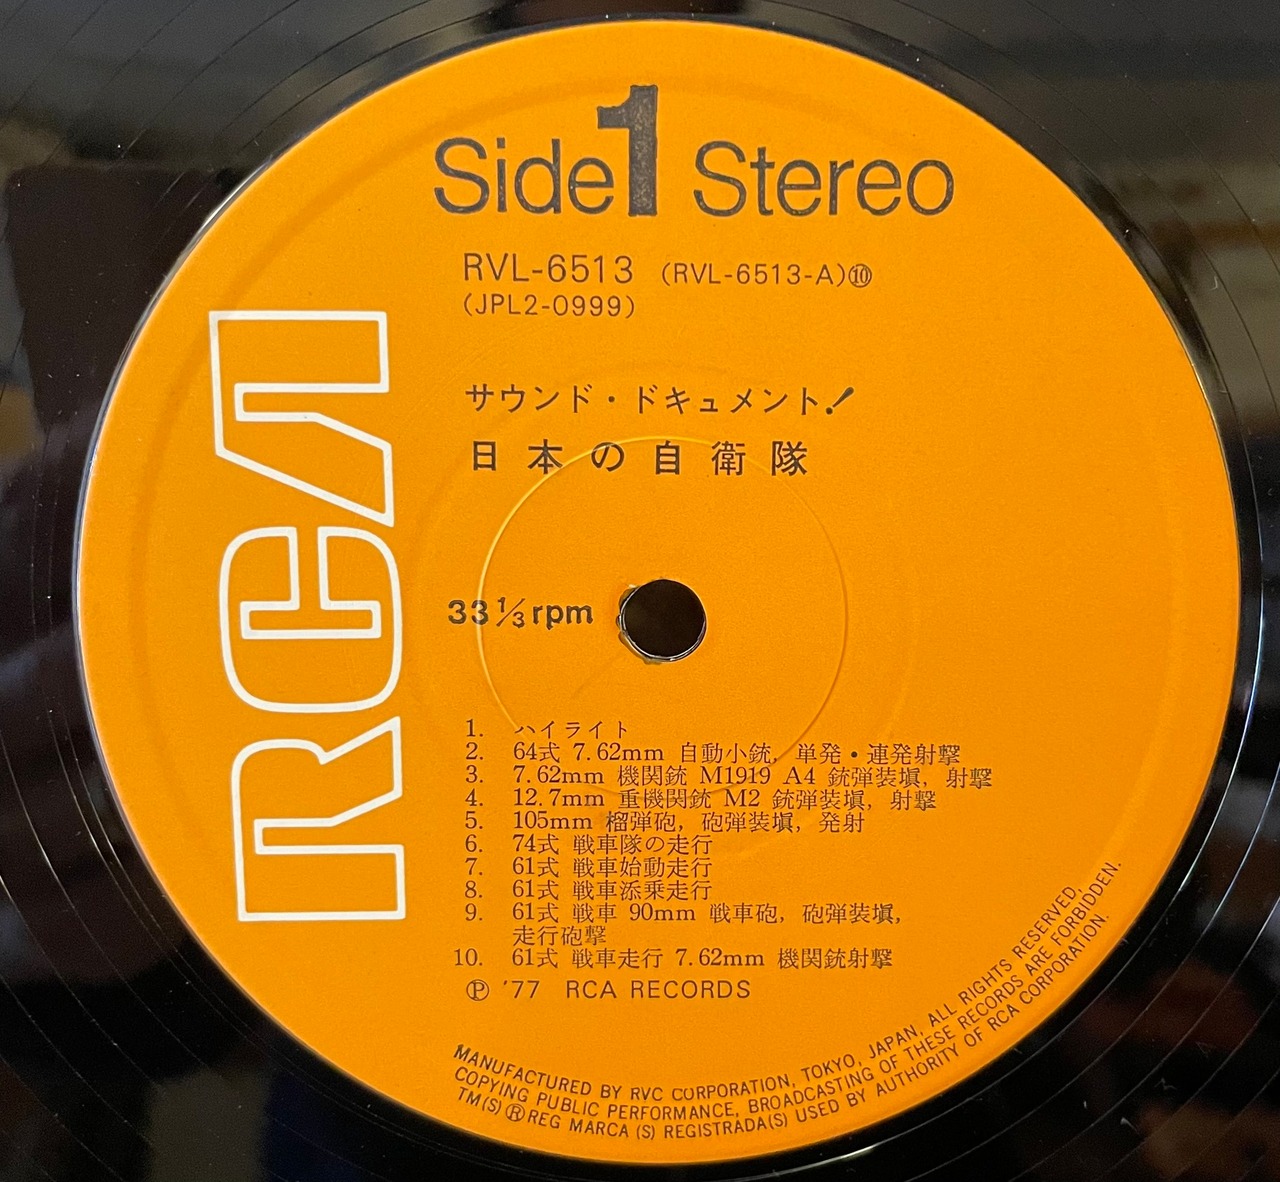 Side 1 Stereo
RVL-6513 (RVL-6513-A)⑩
(JPL2-0999)
サウンド・ドキュメント!
日本の自衛隊
RCA
33 1/3 rpm
1. ハイライト
2. 64式 7.62mm 自動小銃,単発・連発射撃
3. 7.62mm 機関銃 M1919 A4 銃弾装塡,射撃
4. 12.7mm 重機関銃 M2 銃弾装塡,射撃
5. 105mm 榴弾砲,砲弾装塡,発射
6. 74式 戦車隊の走行
7. 61式 戦車始動走行
8. 61式 戦車添乗走行
9. 61式 戦車 90mm 戦車砲,砲弾装塡,
走行砲撃
10. 61式 戦車走行 7.62mm 機関銃射撃
Ⓟ '77 RCA RECORDS
MANUFACTURED BY RVC CORPORATION, TOKYO, JAPAN, ALL RIGHTS RESERVED,
COPYING PUBLIC PERFORMANCE, BROADCASTING OF THESE RECORDS ARE FORBIDDEN.
TM(S) ® REG MARCA (S) REGISTRADA(S) USED BY AUTHORITY OF RCA CORPORATION.